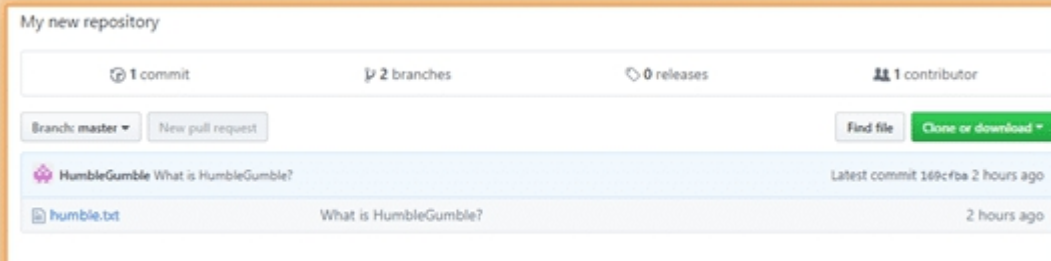 My new repository
1 commit 2 branches 0 releases 1 contributor
Branch: master New pull request Find file Clone or download
HumbleGumble What is HumbleGumble? Latest commit 169cfba 2 hours ago
humble.txt What is HumbleGumble? 2 hours ago